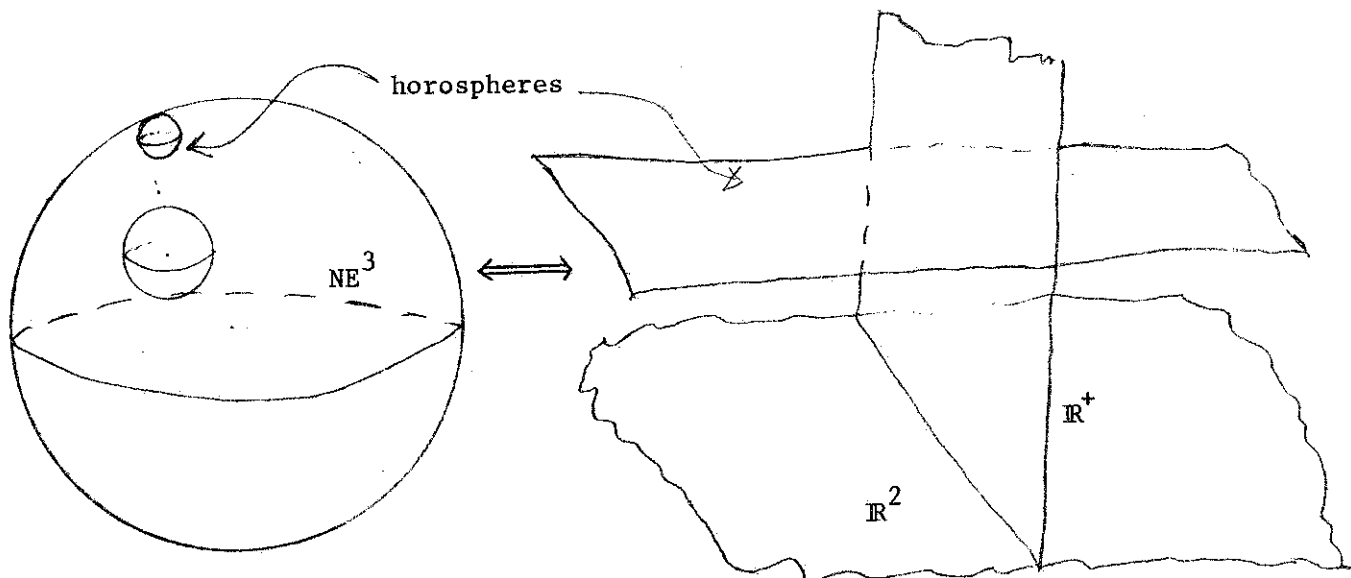 horospheres
NE³
ℝ⁺
ℝ²